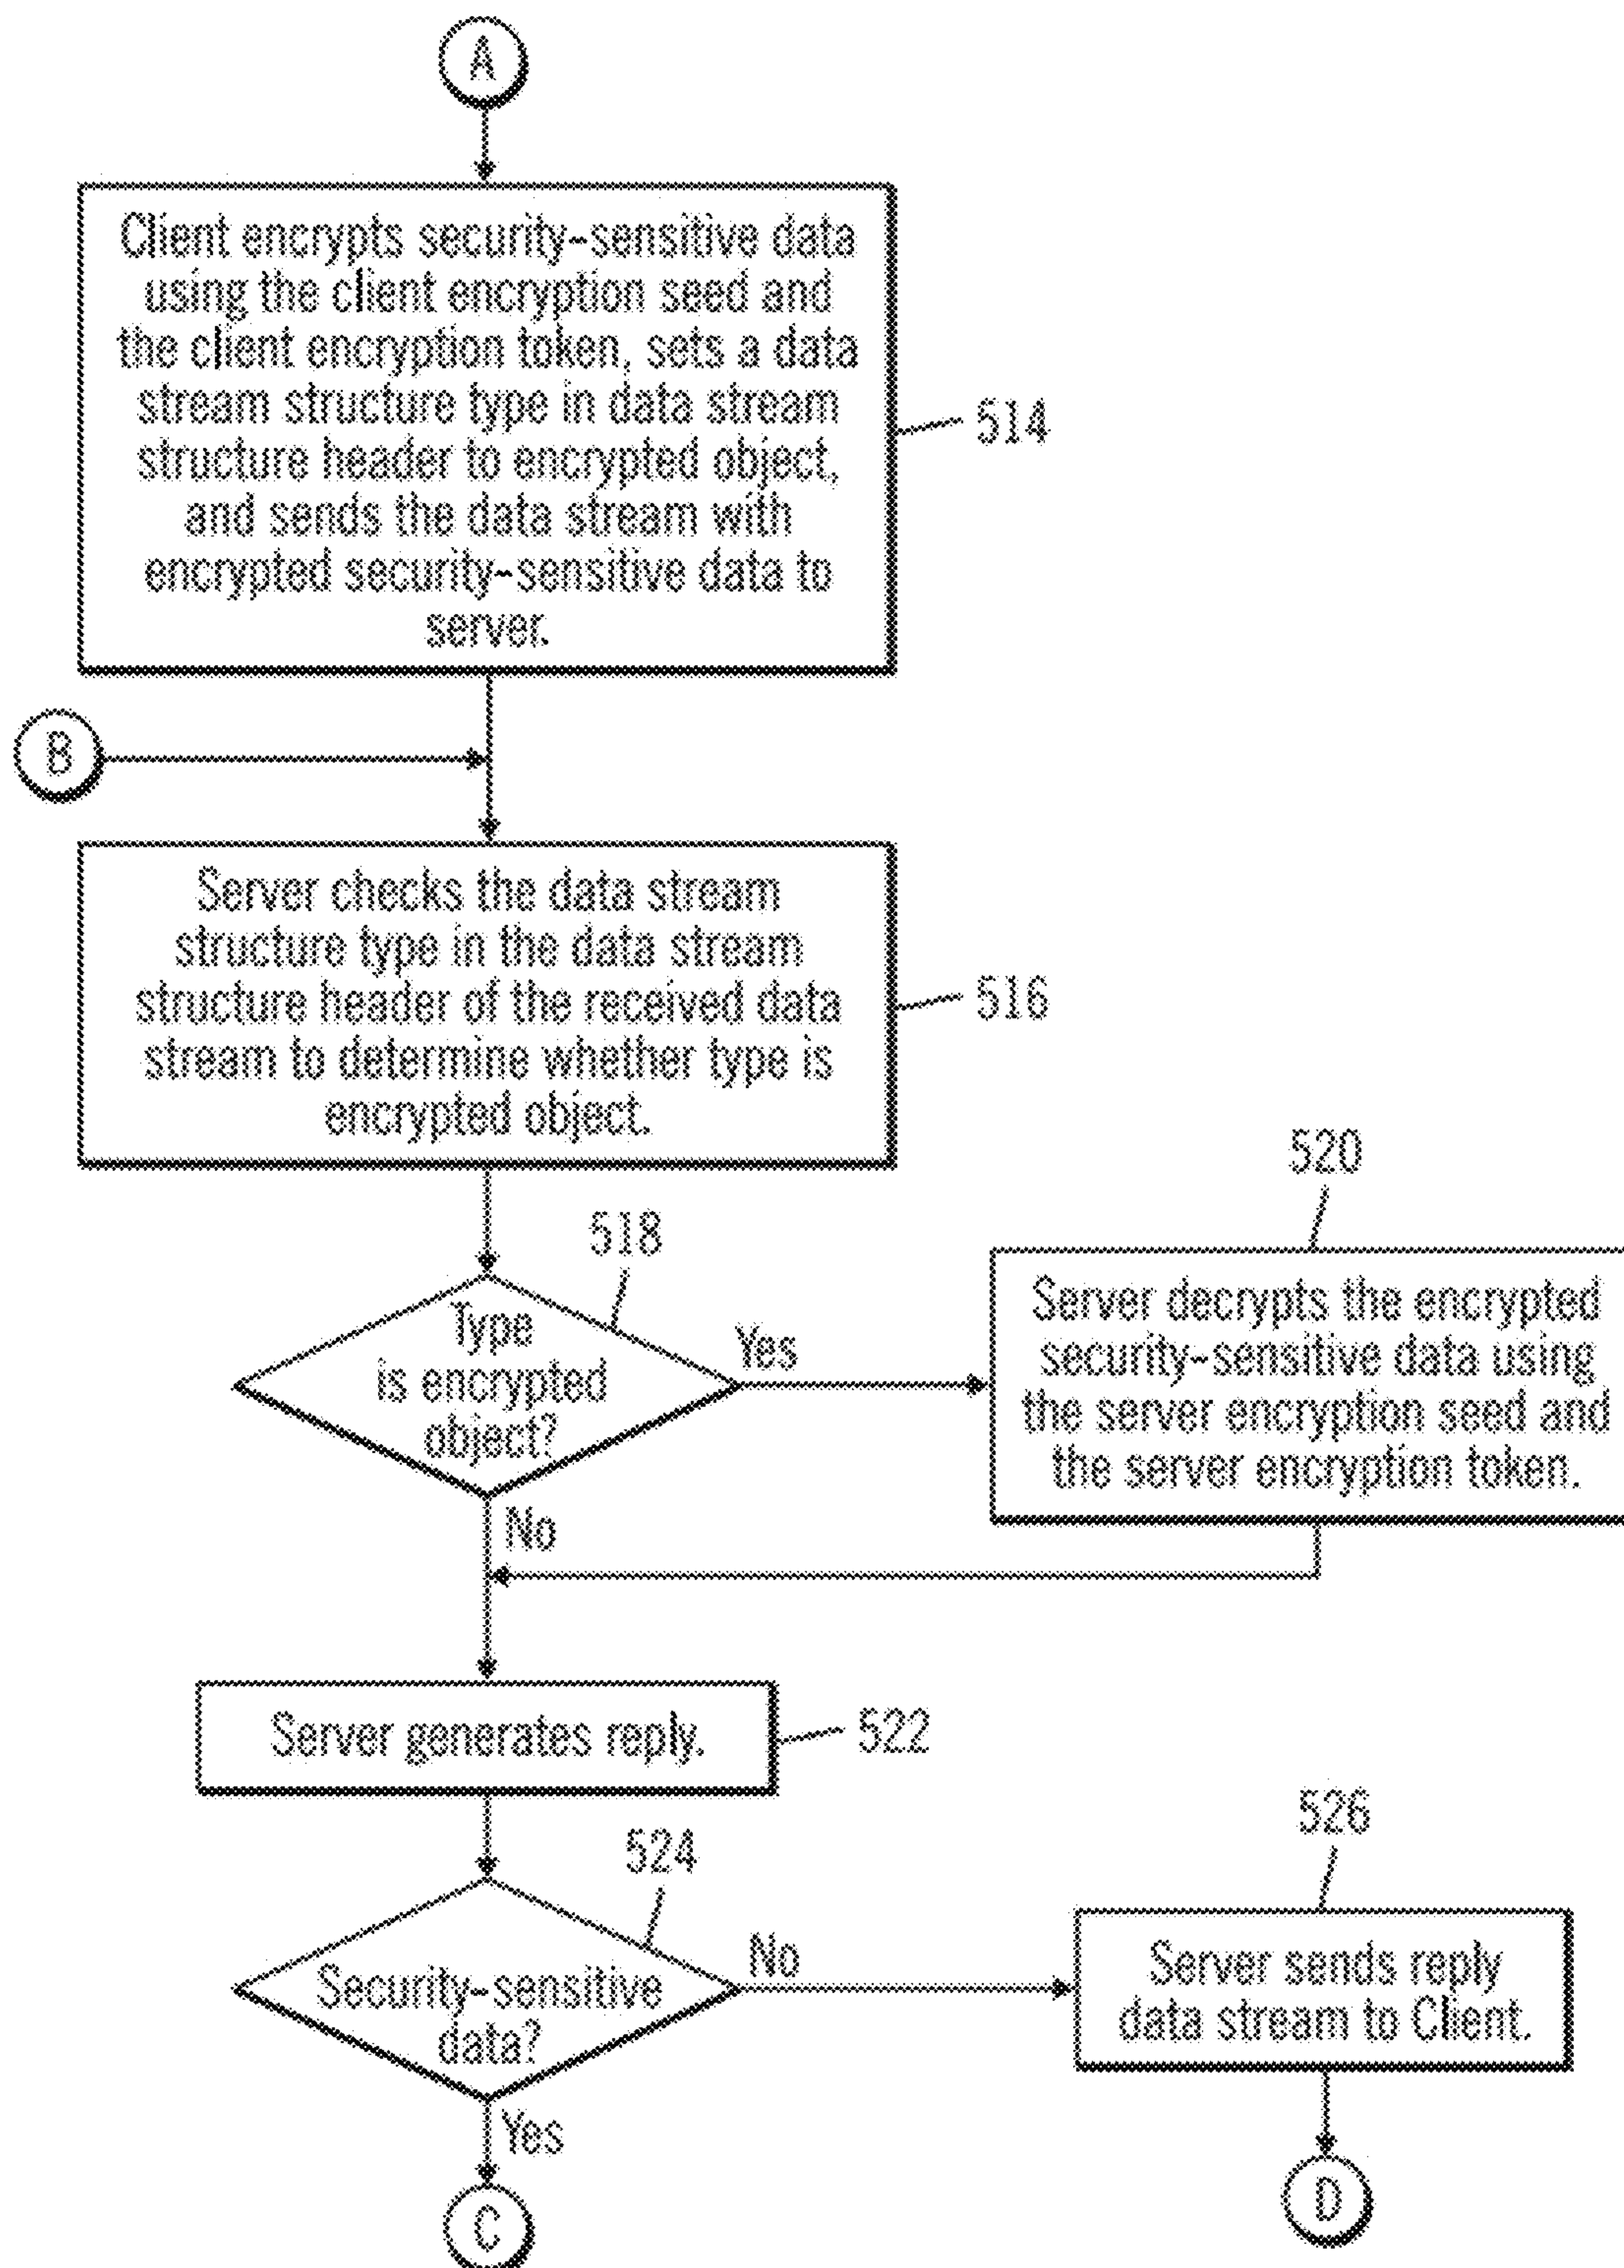 A
Client encrypts security-sensitive data
using the client encryption seed and
the client encryption token, sets a data
stream structure type in data stream
structure header to encrypted object,
and sends the data stream with
encrypted security-sensitive data to
server.
514
B
Server checks the data stream
structure type in the data stream
structure header of the received data
stream to determine whether type is
encrypted object.
516
518
Type
is encrypted
object?
Yes
No
520
Server decrypts the encrypted
security-sensitive data using
the server encryption seed and
the server encryption token.
Server generates reply.
522
524
Security-sensitive
data?
No
Yes
526
Server sends reply
data stream to Client.
C
D